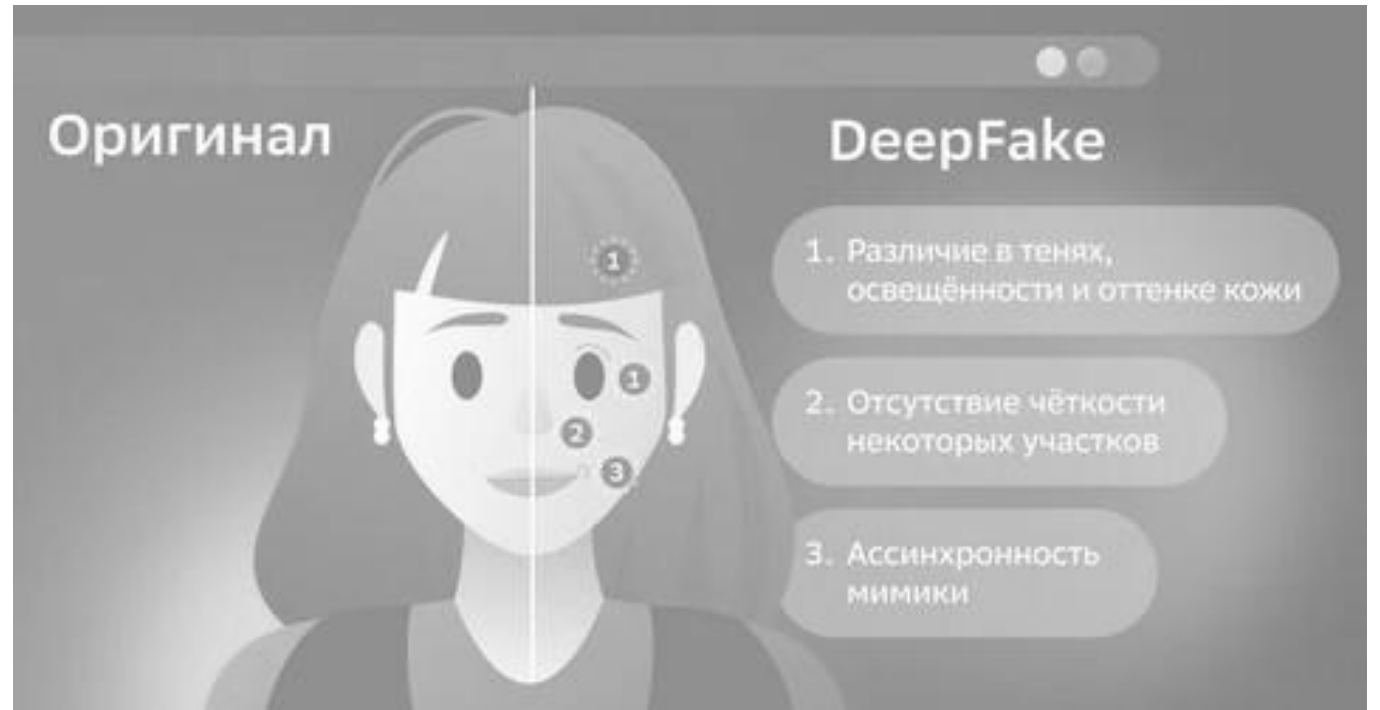 Оригинал
DeepFake
1
1
2
3
1. Различие в тенях,
освещённости и оттенке кожи
2. Отсутствие чёткости
некоторых участков
3. Ассинхронность
мимики